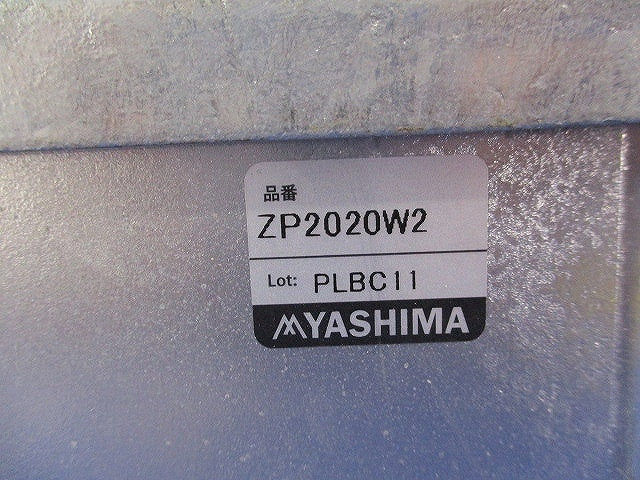 品番
ZP2020W2
Lot: PLBC11
YASHIMA